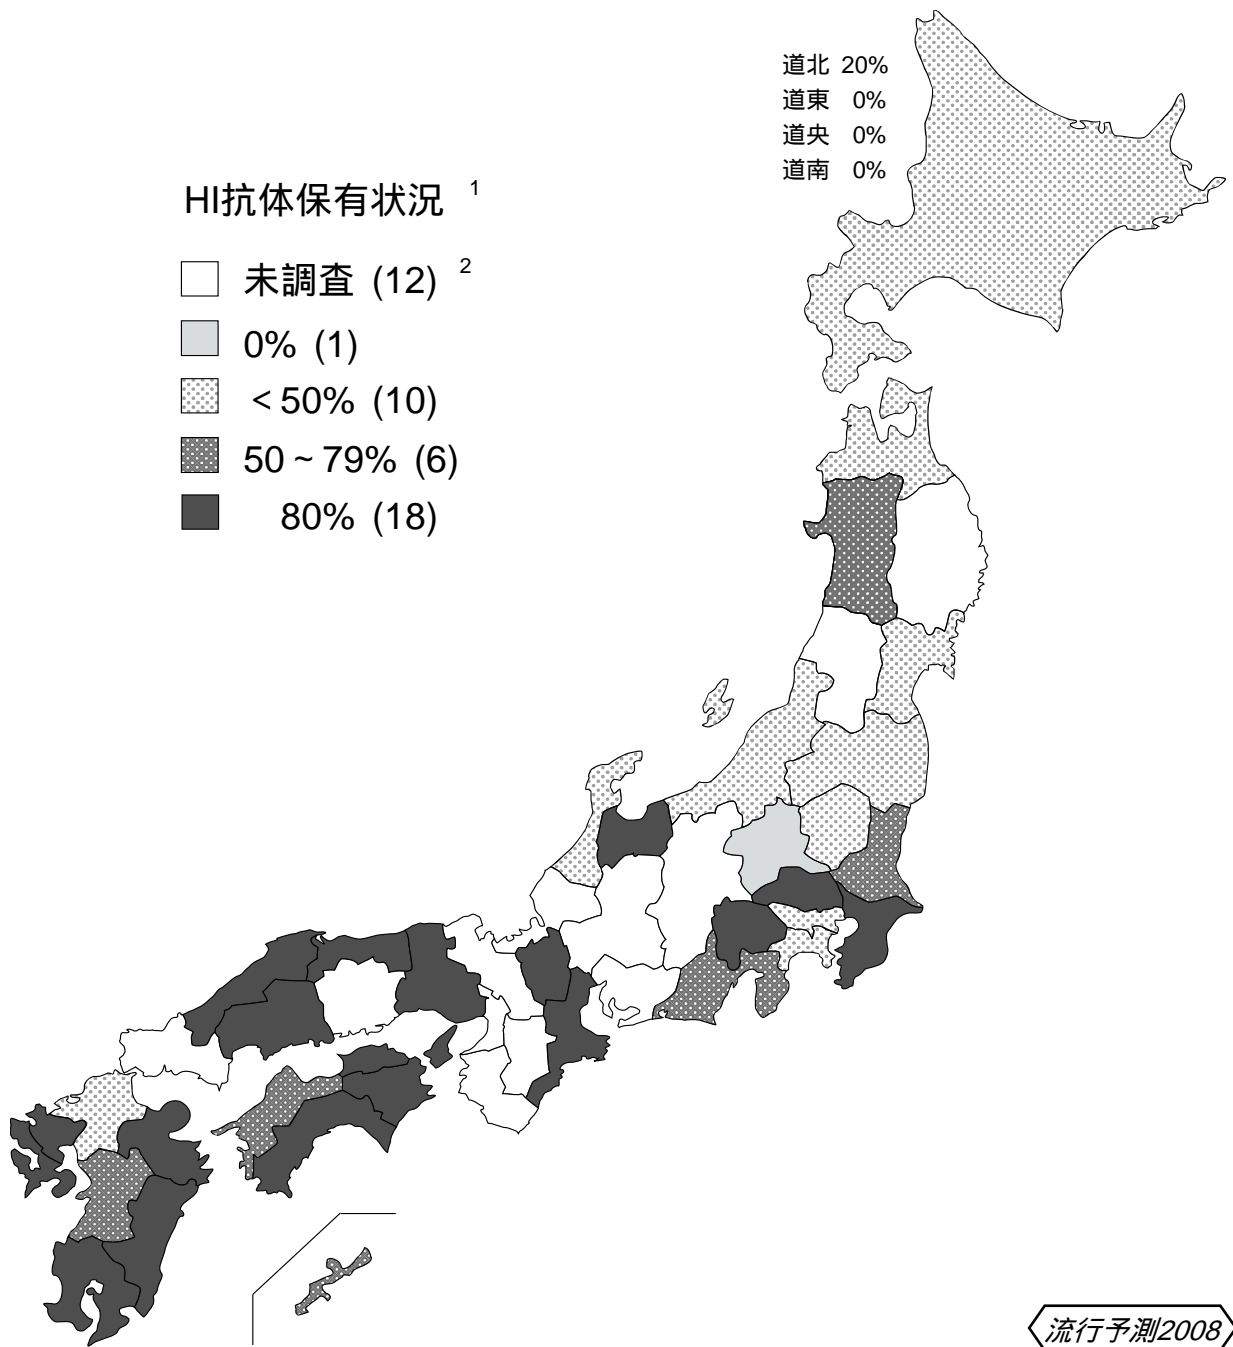 道北 20%
道東 0%
道央 0%
道南 0%
HI抗体保有状況 1
未調査 (12) 2
0% (1)
＜50% (10)
50～79% (6)
80% (18)
流行予測2008